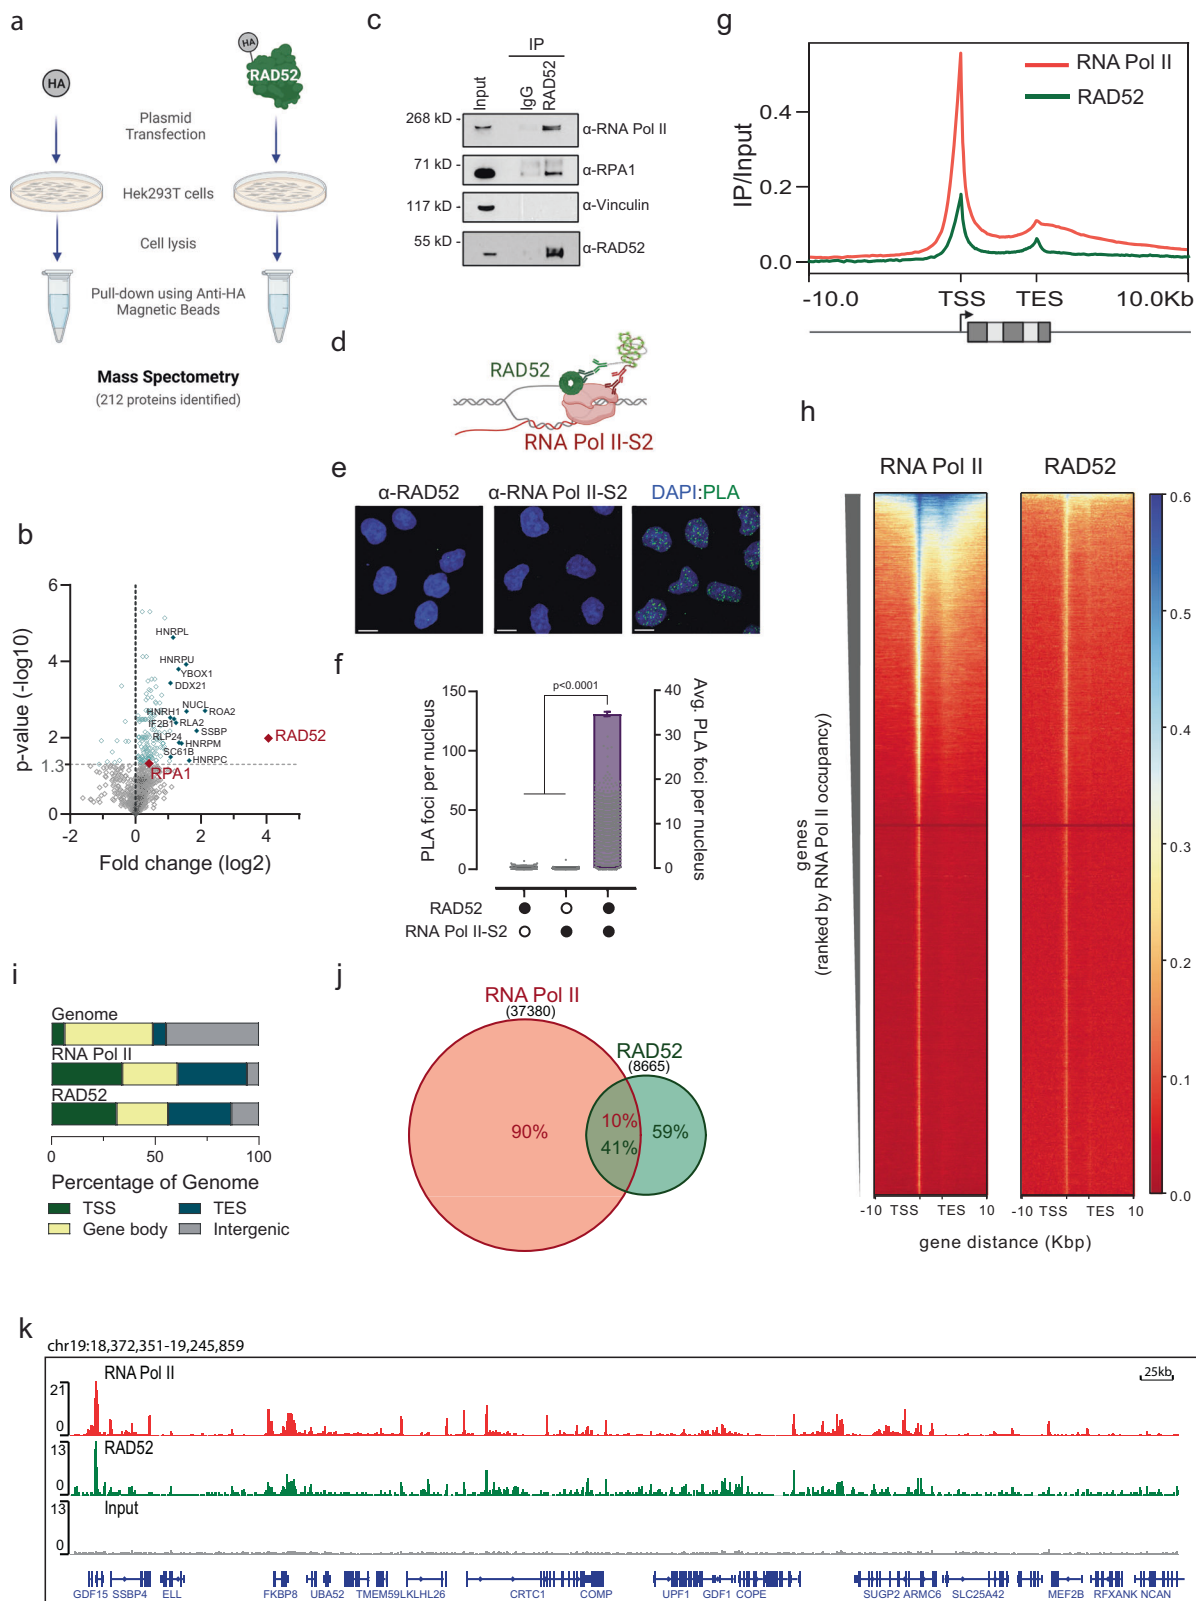 a
HA
HA
RAD52
Plasmid
Transfection
Hek293T cells
Cell lysis
Pull-down using Anti-HA
Magnetic Beads
Mass Spectometry
(212 proteins identified)
b
p-value (-log10)
6
4
2
1.3
0
-2
0
2
4
Fold change (log2)
HNRPL
HNRPU
YBOX1
DDX21
NUCL
HNRH1
ROA2
IF2B1
RLA2
SSBP
RLP24
HNRPM
SC61B
HNRPC
RAD52
RPA1
c
IP
Input
IgG
RAD52
268 kD
α-RNA Pol II
71 kD
α-RPA1
117 kD
α-Vinculin
55 kD
α-RAD52
d
RAD52
RNA Pol II-S2
e
α-RAD52
α-RNA Pol II-S2
DAPI:PLA
f
p<0.0001
PLA foci per nucleus
150
100
50
0
Avg. PLA foci per nucleus
40
30
20
10
0
RAD52
RNA Pol II-S2
g
RNA Pol II
RAD52
IP/Input
0.4
0.2
0.0
-10.0
TSS
TES
10.0Kb
h
RNA Pol II
RAD52
genes
(ranked by RNA Pol II occupancy)
0.6
0.5
0.4
0.3
0.2
0.1
0.0
-10 TSS TES 10
-10 TSS TES 10
gene distance (Kbp)
i
Genome
RNA Pol II
RAD52
0
50
100
Percentage of Genome
TSS
TES
Gene body
Intergenic
j
RNA Pol II
(37380)
RAD52
(8665)
90%
10%
41%
59%
k
chr19:18,372,351-19,245,859
25kb
RNA Pol II
21
0
RAD52
13
0
Input
13
0
GDF15 SSBP4 ELL FKBP8 UBA52 TMEM59L KLHL26 CRTC1 COMP UPF1 GDF1 COPE SUGP2 ARMC6 SLC25A42 MEF2B RFXANK NCAN